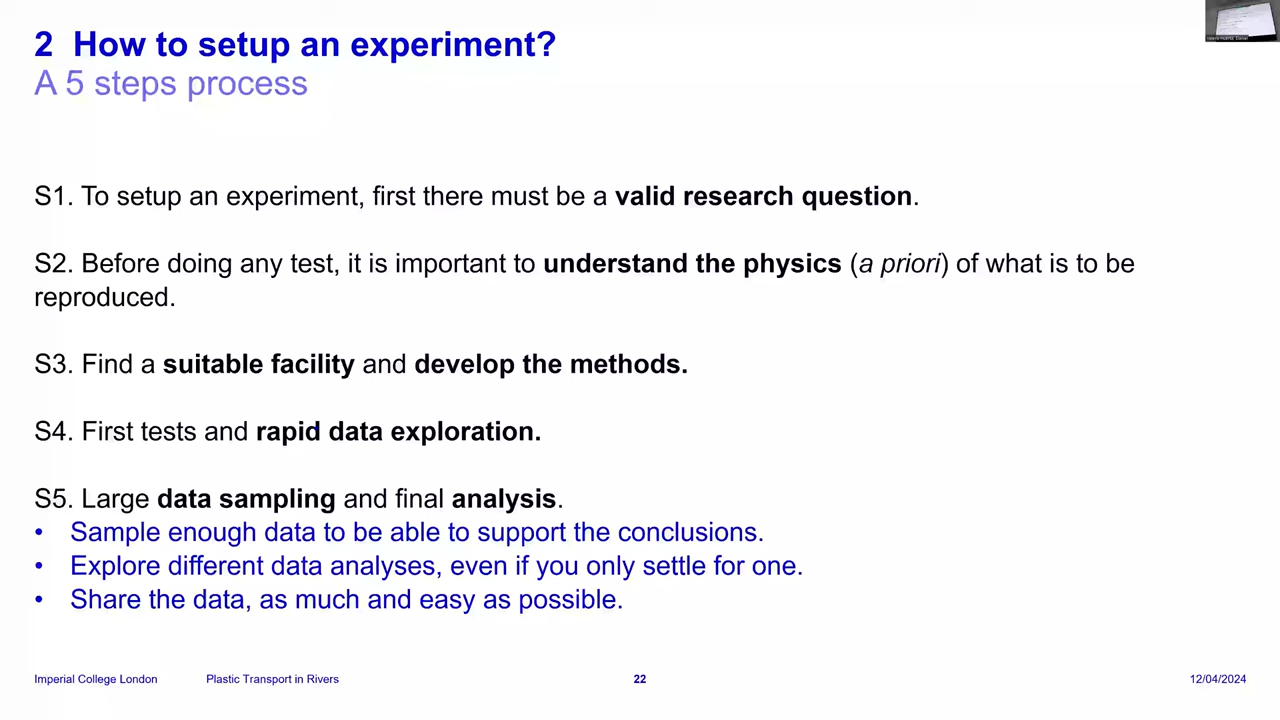 2 How to setup an experiment?
A 5 steps process
S1. To setup an experiment, first there must be a valid research question.
S2. Before doing any test, it is important to understand the physics (a priori) of what is to be
reproduced.
S3. Find a suitable facility and develop the methods.
S4. First tests and rapid data exploration.
S5. Large data sampling and final analysis.
• Sample enough data to be able to support the conclusions.
• Explore different data analyses, even if you only settle for one.
• Share the data, as much and easy as possible.
Imperial College London Plastic Transport in Rivers 22 12/04/2024